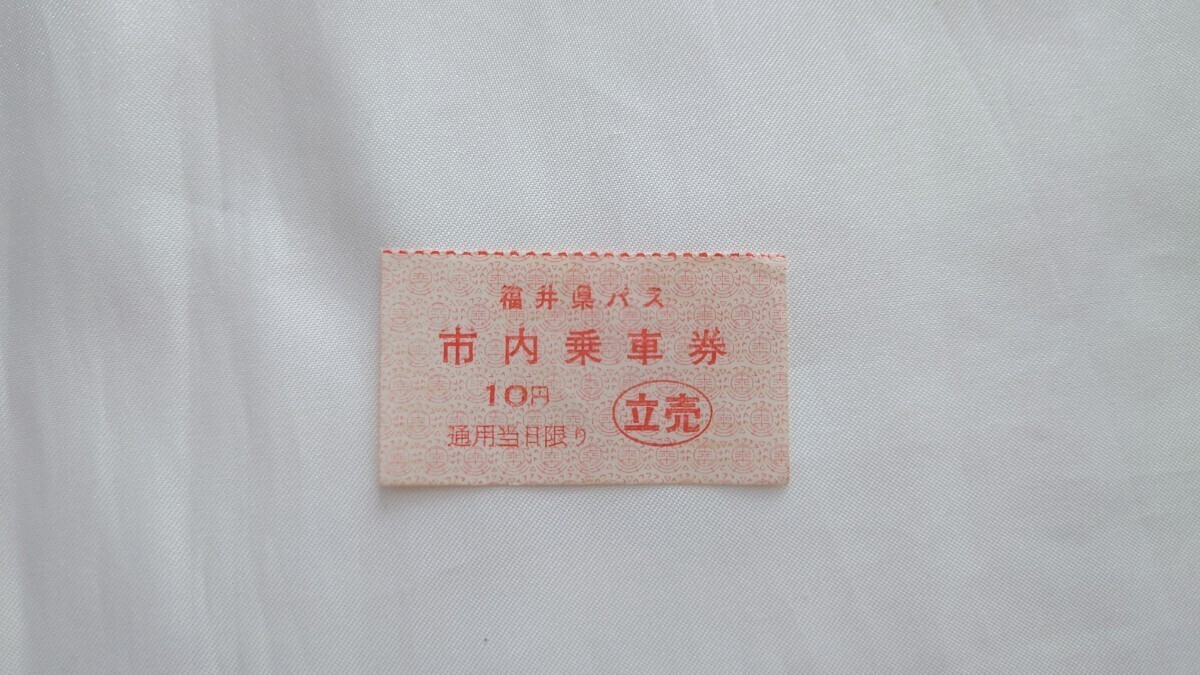 福井県バス
市内乗車券
10円
立売
通用当日限り